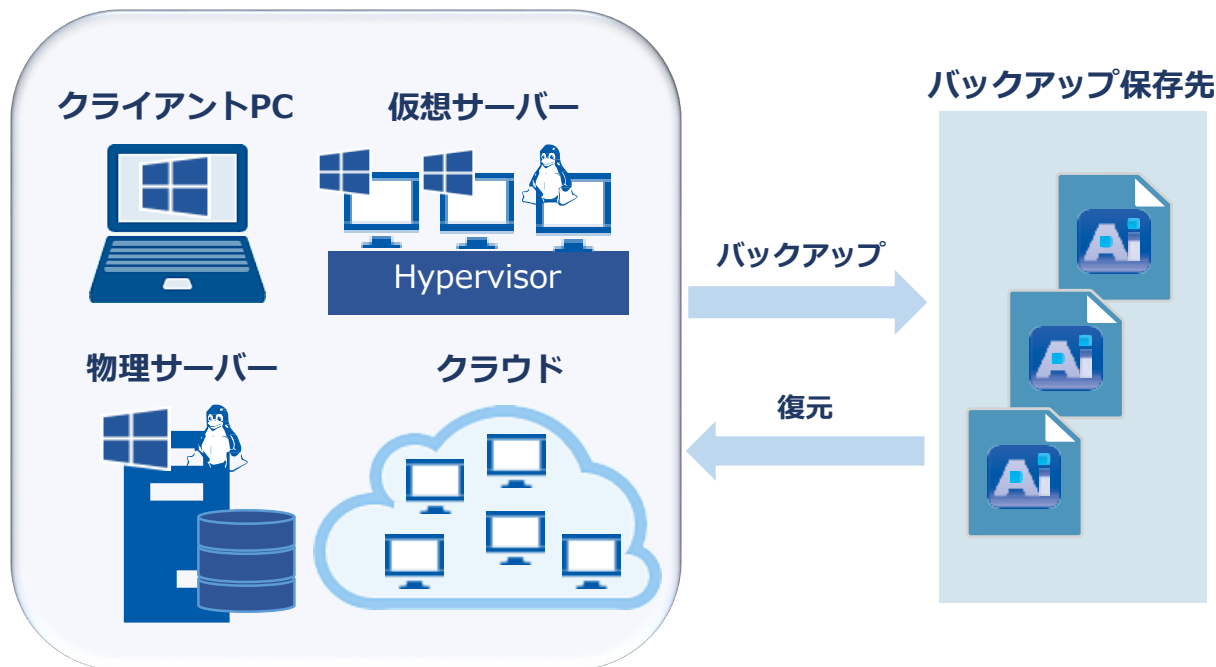 クライアントPC
仮想サーバー
Hypervisor
物理サーバー
クラウド
バックアップ
復元
バックアップ保存先
Ai
Ai
Ai